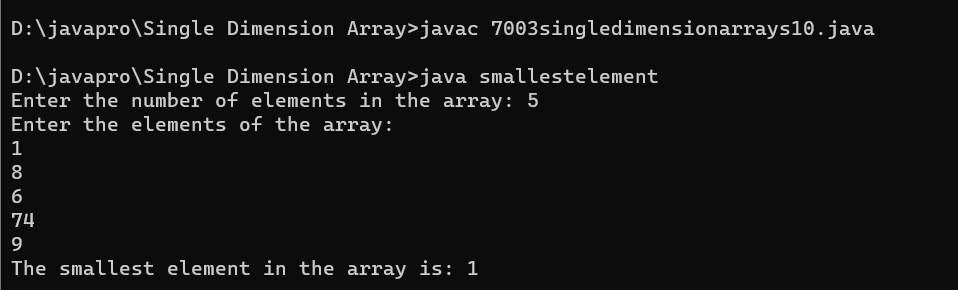 D:\javapro\Single Dimension Array>javac 7003singledimensionarrays10.java
D:\javapro\Single Dimension Array>java smallestelement
Enter the number of elements in the array: 5
Enter the elements of the array:
1
8
6
74
9
The smallest element in the array is: 1